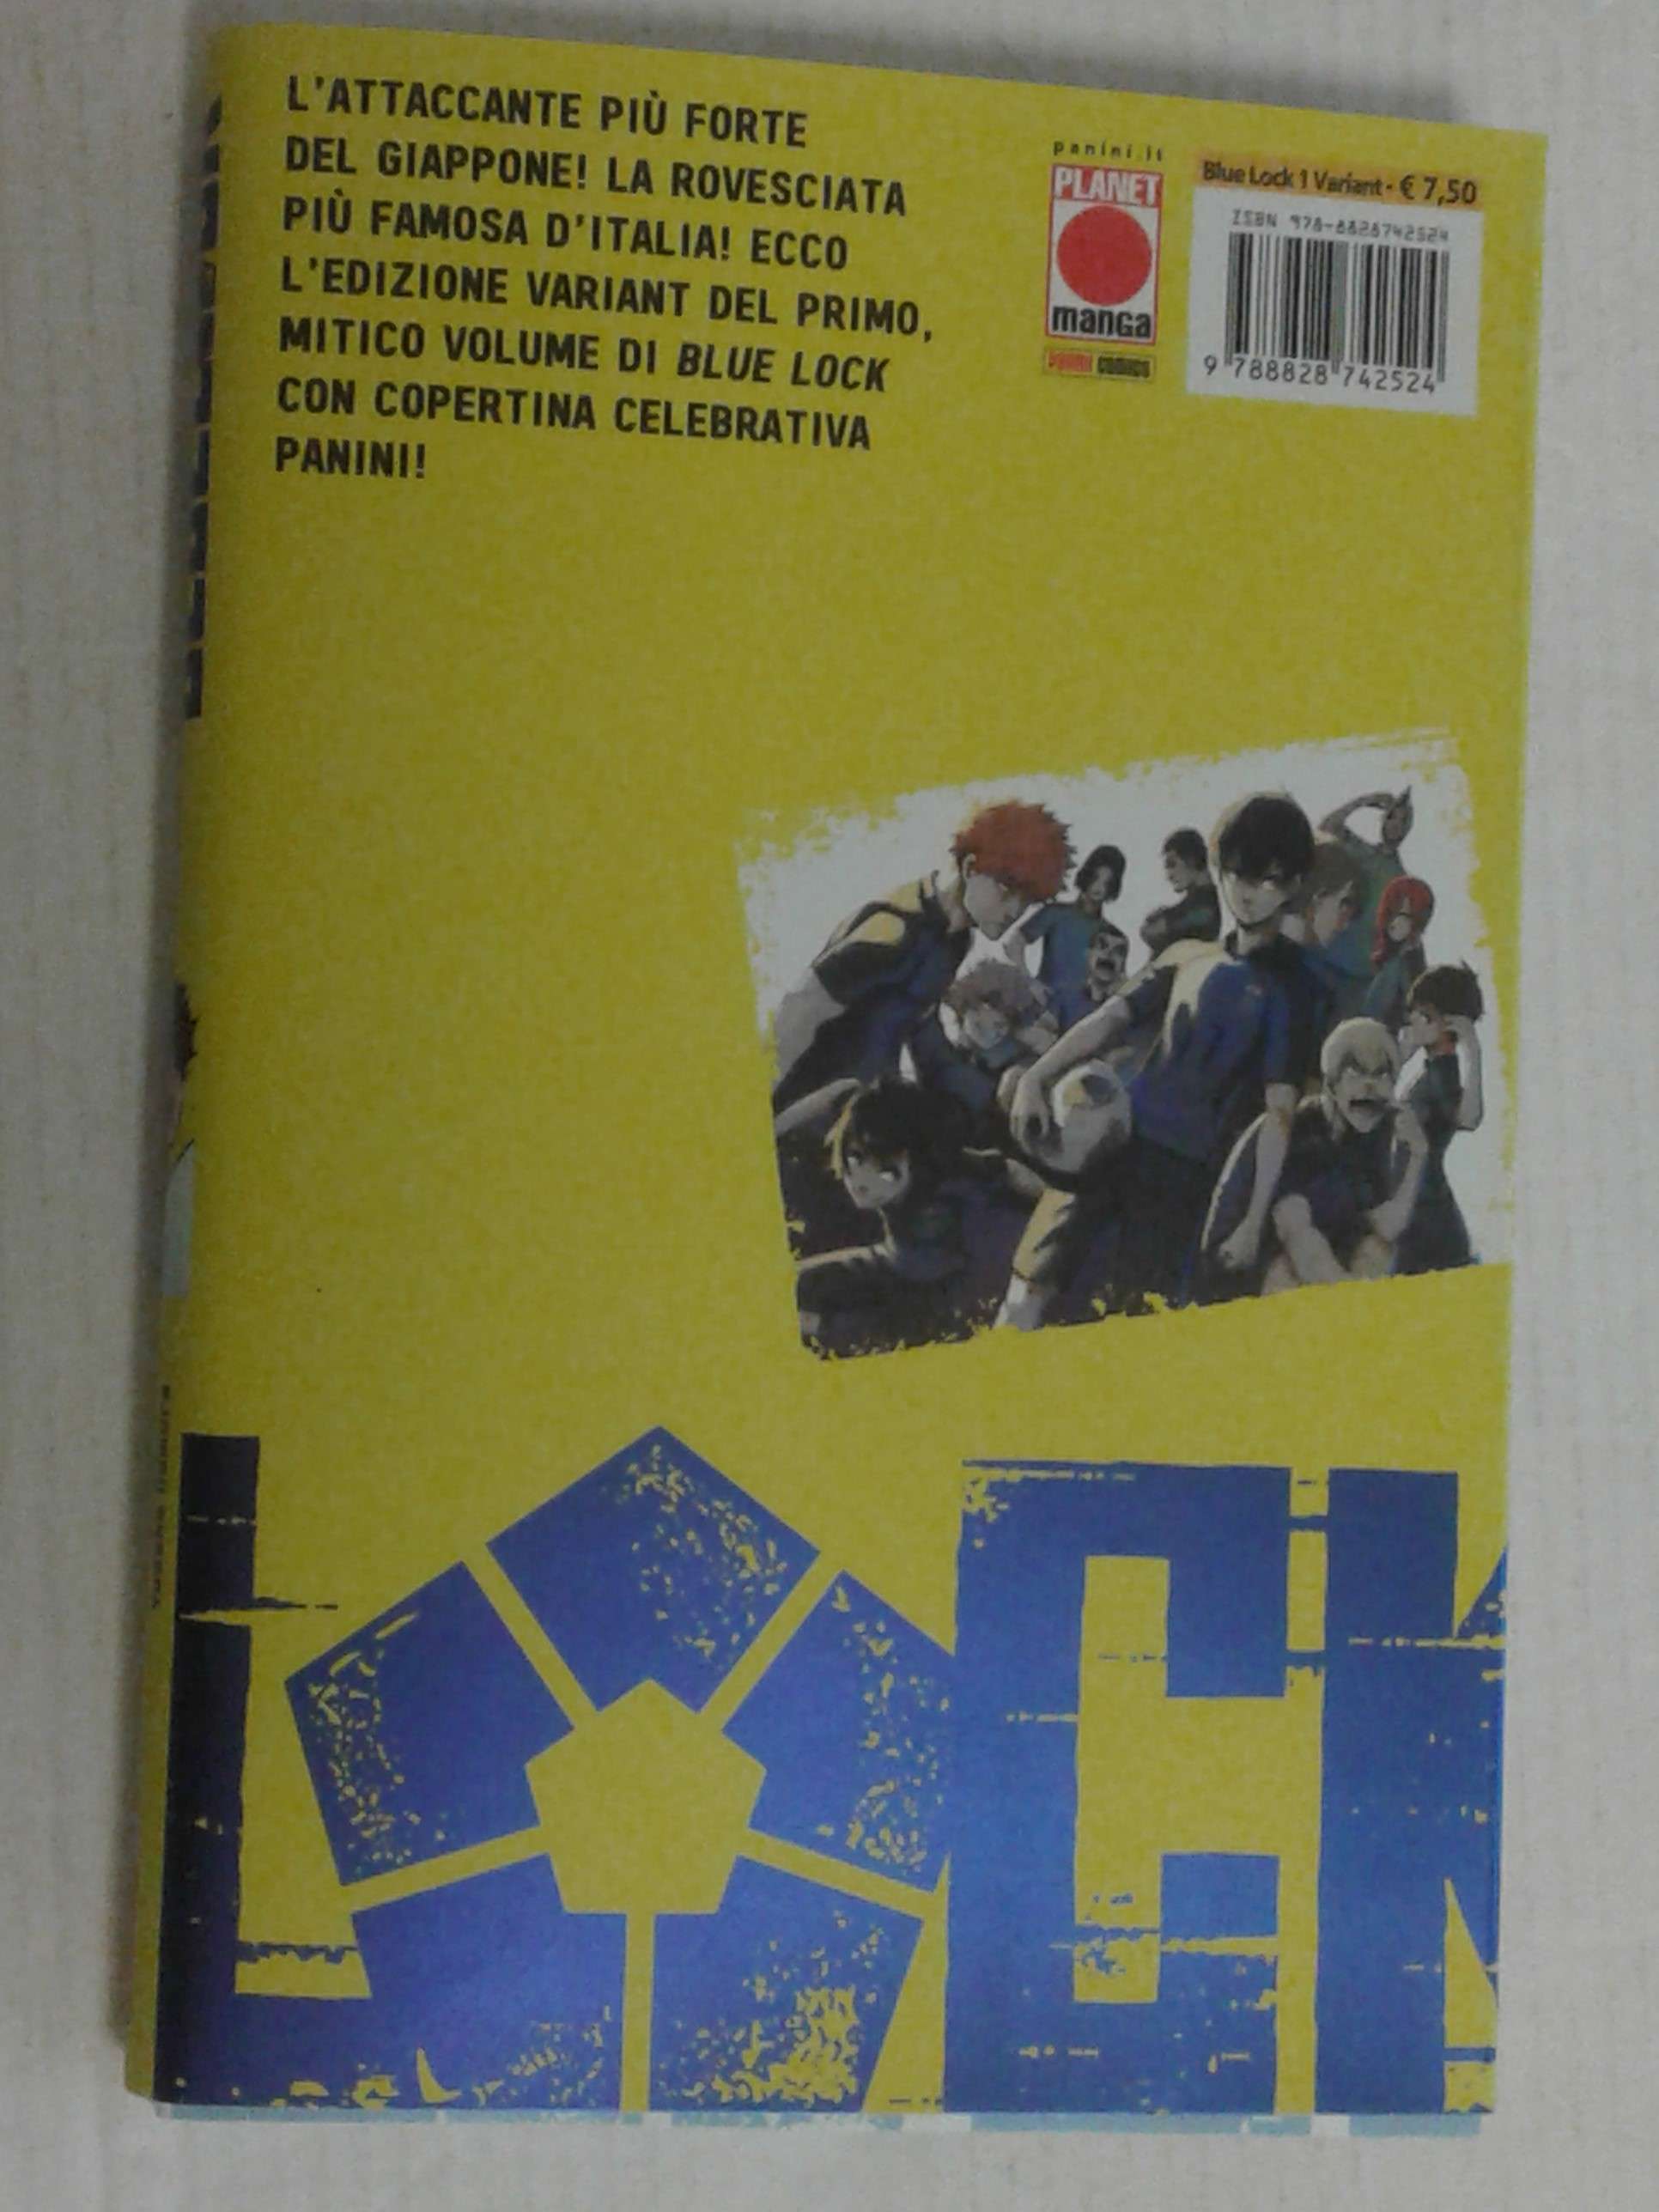 L'ATTACCANTE PIÙ FORTE
DEL GIAPPONE! LA ROVESCIATA
PIÙ FAMOSA D'ITALIA! ECCO
L'EDIZIONE VARIANT DEL PRIMO,
MITICO VOLUME DI BLUE LOCK
CON COPERTINA CELEBRATIVA
PANINI!
panini.it
PLANET
manga
PANINI COMICS
Blue Lock 1 Variant - € 7,50
ISBN 978-8828742524
9 788828 742524
LOCK